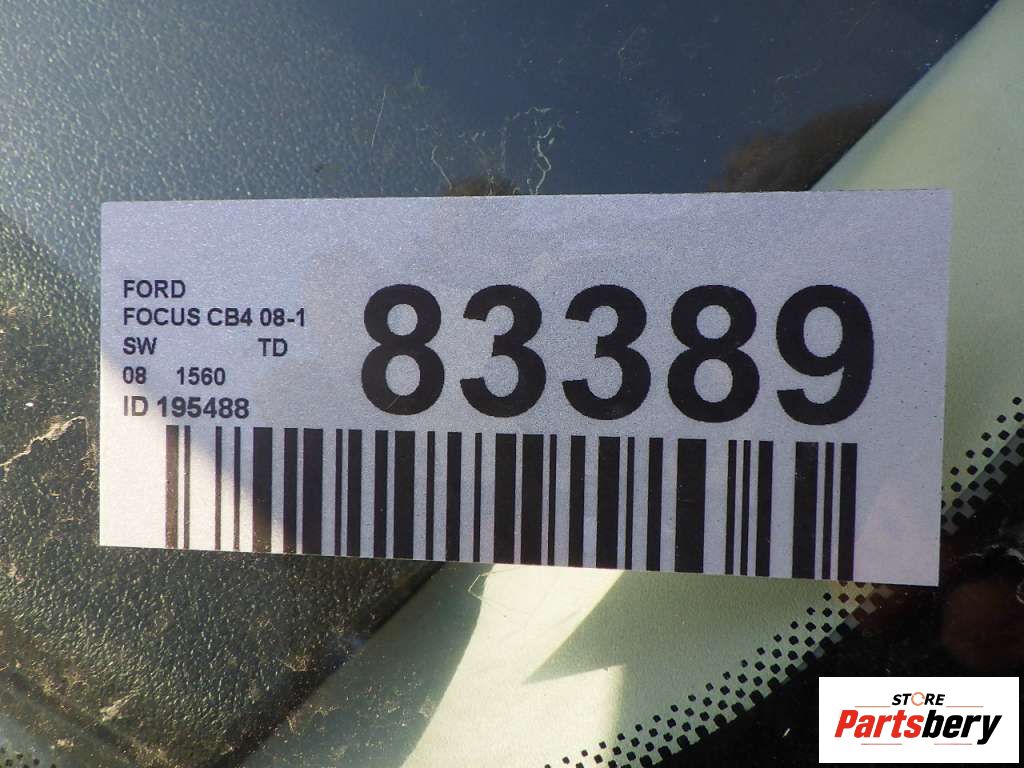 FORD
FOCUS CB4 08-1
SW TD
08 1560
ID 195488
83389
STORE
Partsbery